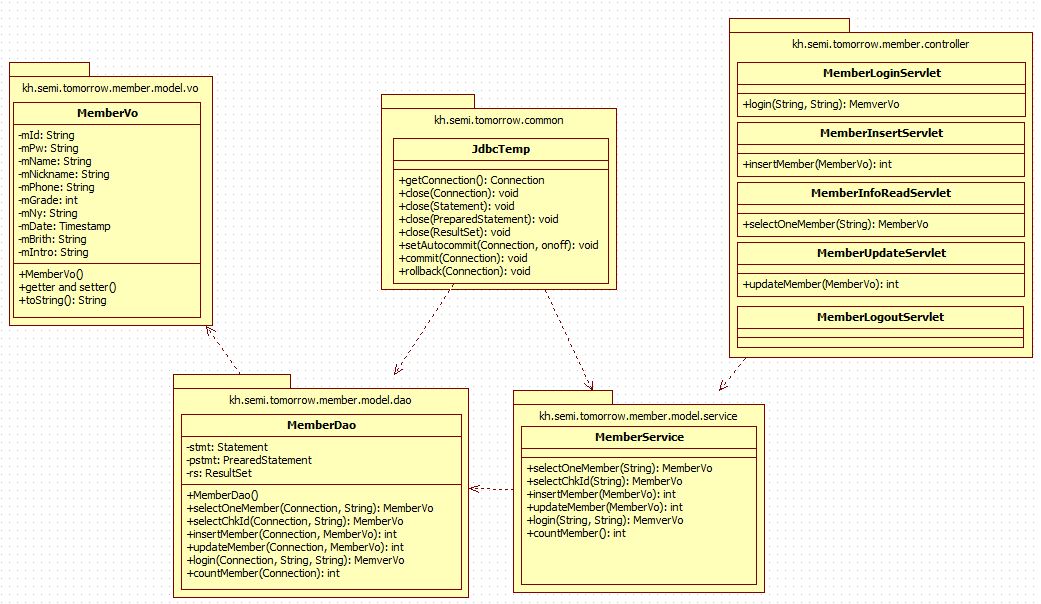 kh.semi.tomorrow.member.model.vo
MemberVo
-mId: String
-mPw: String
-mName: String
-mNickname: String
-mPhone: String
-mGrade: int
-mNy: String
-mDate: Timestamp
-mBrith: String
-mIntro: String
+MemberVo()
+getter and setter()
+toString(): String
kh.semi.tomorrow.common
JdbcTemp
+getConnection(): Connection
+close(Connection): void
+close(Statement): void
+close(PreparedStatement): void
+close(ResultSet): void
+setAutocommit(Connection, onoff): void
+commit(Connection): void
+rollback(Connection): void
kh.semi.tomorrow.member.controller
MemberLoginServlet
+login(String, String): MemverVo
MemberInsertServlet
+insertMember(MemberVo): int
MemberInfoReadServlet
+selectOneMember(String): MemberVo
MemberUpdateServlet
+updateMember(MemberVo): int
MemberLogoutServlet
kh.semi.tomorrow.member.model.dao
MemberDao
-stmt: Statement
-pstmt: PrearedStatement
-rs: ResultSet
+MemberDao()
+selectOneMember(Connection, String): MemberVo
+selectChkId(Connection, String): MemberVo
+insertMember(Connection, MemberVo): int
+updateMember(Connection, MemberVo): int
+login(Connection, String, String): MemverVo
+countMember(Connection): int
kh.semi.tomorrow.member.model.service
MemberService
+selectOneMember(String): MemberVo
+selectChkId(String): MemberVo
+insertMember(MemberVo): int
+updateMember(MemberVo): int
+login(String, String): MemverVo
+countMember(): int